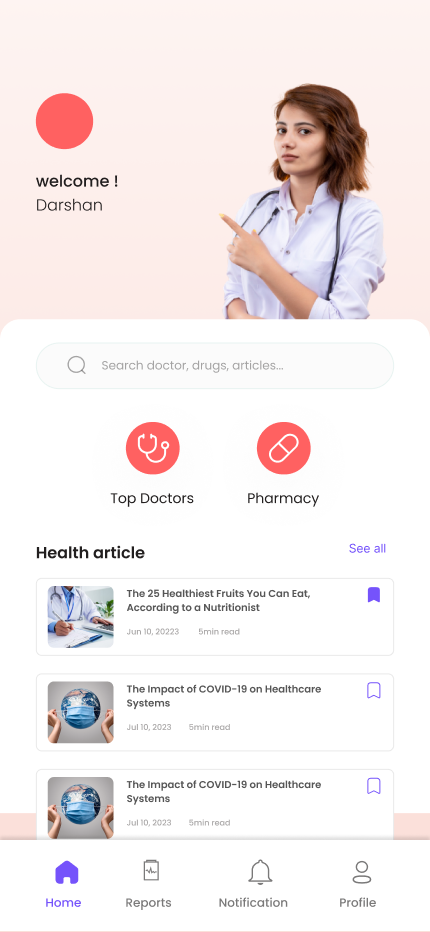 welcome !
Darshan
Search doctor, drugs, articles...
Top Doctors
Pharmacy
Health article
See all
The 25 Healthiest Fruits You Can Eat,
According to a Nutritionist
Jun 10, 20223
5min read
The Impact of COVID-19 on Healthcare
Systems
Jul 10, 2023
5min read
The Impact of COVID-19 on Healthcare
Systems
Jul 10, 2023
5min read
Home
Reports
Notification
Profile